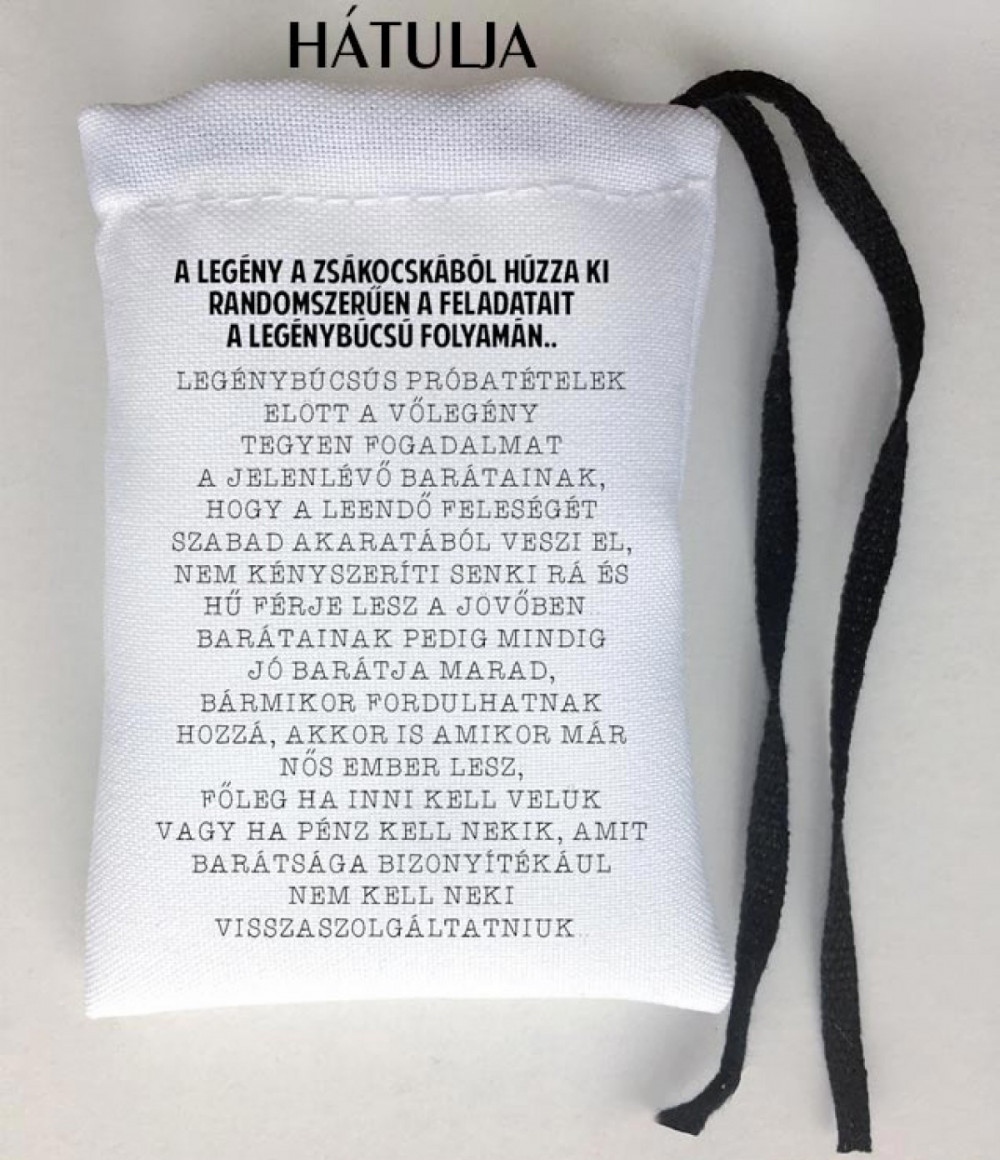 HÁTULJA
A LEGÉNY A ZSÁKOCSKÁBÓL HÚZZA KI
RANDOMSZERŰEN A FELADATAIT
A LEGÉNYBÚCSÚ FOLYAMÁN..
LEGÉNYBÚCSÚS PRÓBATÉTELEK
ELÖTT A VŐLEGÉNY
TEGYEN FOGADALMAT
A JELENLÉVŐ BARÁTAINAK,
HOGY A LEENDŐ FELESÉGÉT
SZABAD AKARATÁBÓL VESZI EL,
NEM KÉNYSZERÍTI SENKI RÁ ÉS
HŰ FÉRJE LESZ A JOVŐBEN
BARÁTAINAK PEDIG MINDIG
JÓ BARÁTJA MARAD,
BÁRMIKOR FORDULHATNAK
HOZZÁ, AKKOR IS AMIKOR MÁR
NŐS EMBER LESZ,
FŐLEG HA INNI KELL VELUK
VAGY HA PÉNZ KELL NEKIK, AMIT
BARÁTSÁGA BIZONYÍTÉKÁUL
NEM KELL NEKI
VISSZASZOLGÁLTATNIUK